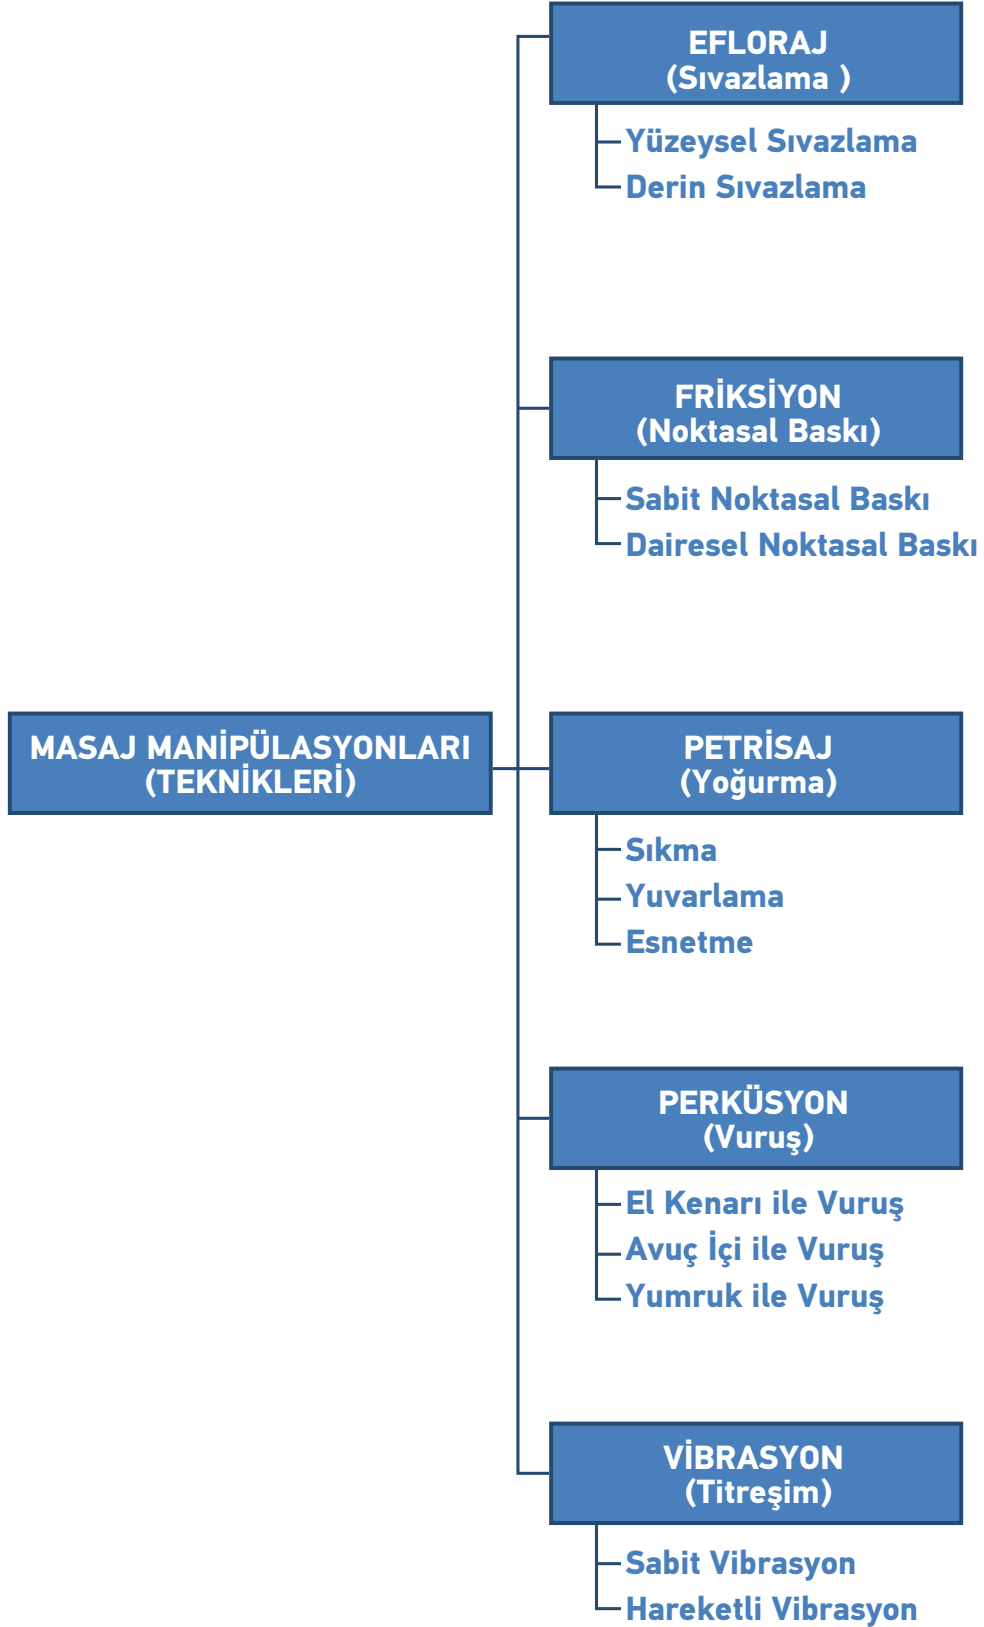 EFLORAJ
(Sıvazlama )
Yüzeysel Sıvazlama
Derin Sıvazlama
FRİKSİYON
(Noktasal Baskı)
Sabit Noktasal Baskı
Dairesel Noktasal Baskı
MASAJ MANİPÜLASYONLARI
(TEKNİKLERİ)
PETRİSAJ
(Yoğurma)
Sıkma
Yuvarlama
Esnetme
PERKÜSYON
(Vuruş)
El Kenarı ile Vuruş
Avuç İçi ile Vuruş
Yumruk ile Vuruş
VİBRASYON
(Titreşim)
Sabit Vibrasyon
Hareketli Vibrasyon